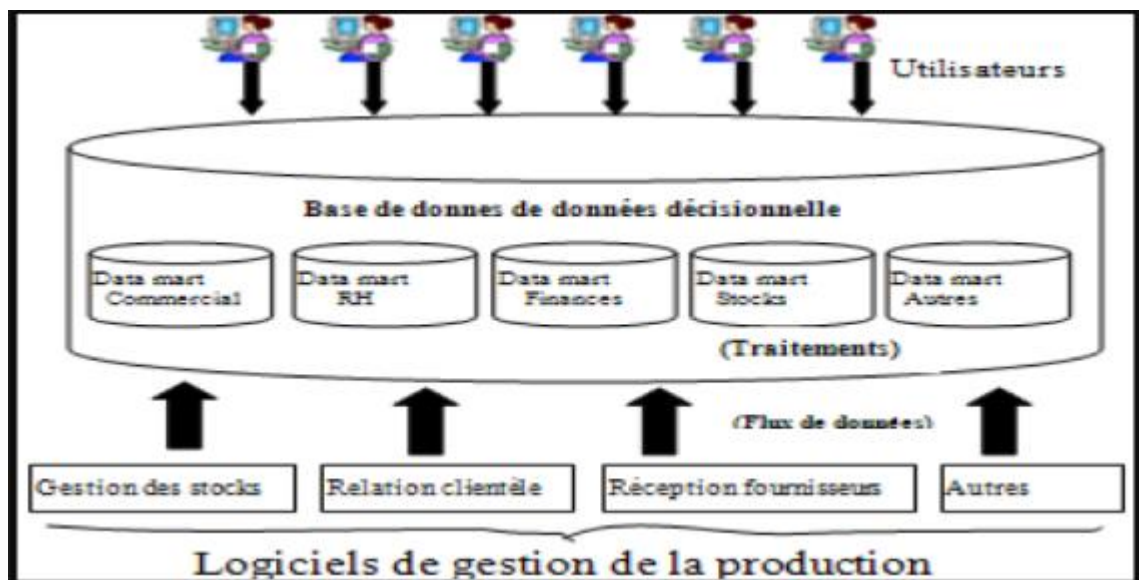 Utilisateurs
Base de donnes de données décisionnelle
Data mart
Commercial
Data mart
RH
Data mart
Finances
Data mart
Stocks
Data mart
Autres
(Traitements)
(Flux de données)
Gestion des stocks
Relation clientèle
Réception fournisseurs
Autres
Logiciels de gestion de la production